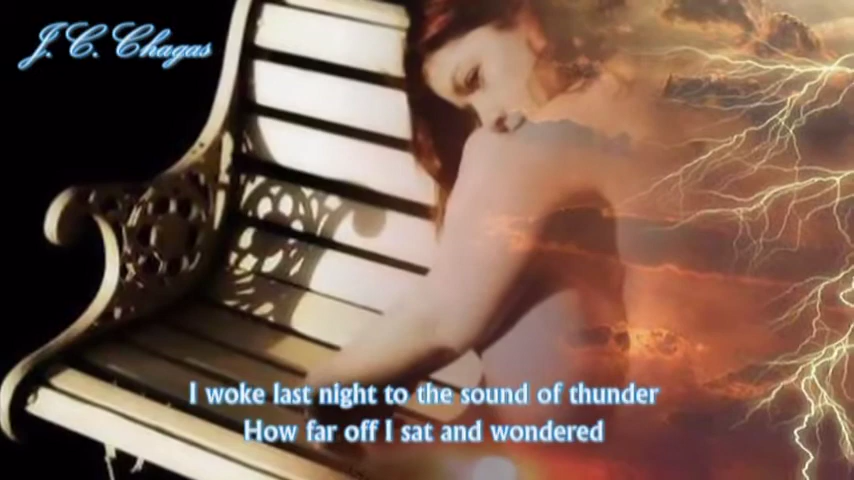 J. C. Chagas
I woke last night to the sound of thunder
How far off I sat and wondered